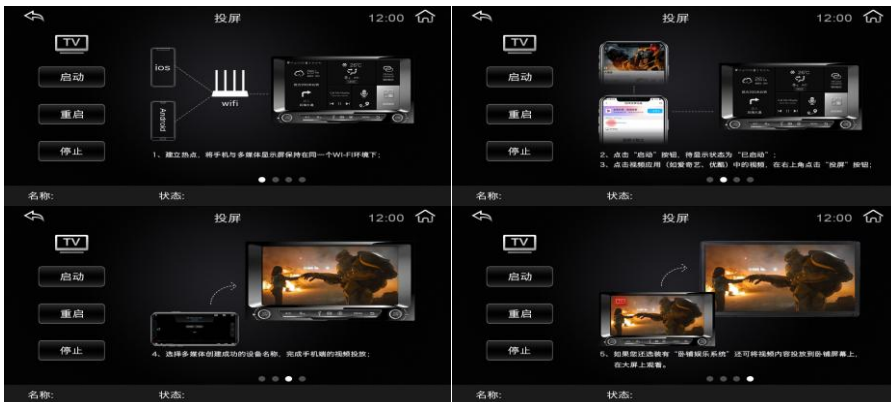 投屏
12:00
TV
启动
重启
停止
ios
Android
wifi
1、建立热点，将手机与多媒体显示屏保持在同一个WI-FI环境下；
名称:
状态:
投屏
12:00
TV
启动
重启
停止
2、点击“启动”按钮，待显示状态为“已启动”；
3、点击视频应用（如爱奇艺、优酷）中的视频，在右上角点击“投屏”按钮；
名称:
状态:
投屏
12:00
TV
启动
重启
停止
4、选择多媒体创建成功的设备名称，完成手机端的视频投放；
名称:
状态:
投屏
12:00
TV
启动
重启
停止
5、如果您还选装有“卧铺娱乐系统”还可将视频内容投放到卧铺屏幕上，
在大屏上观看。
名称:
状态: